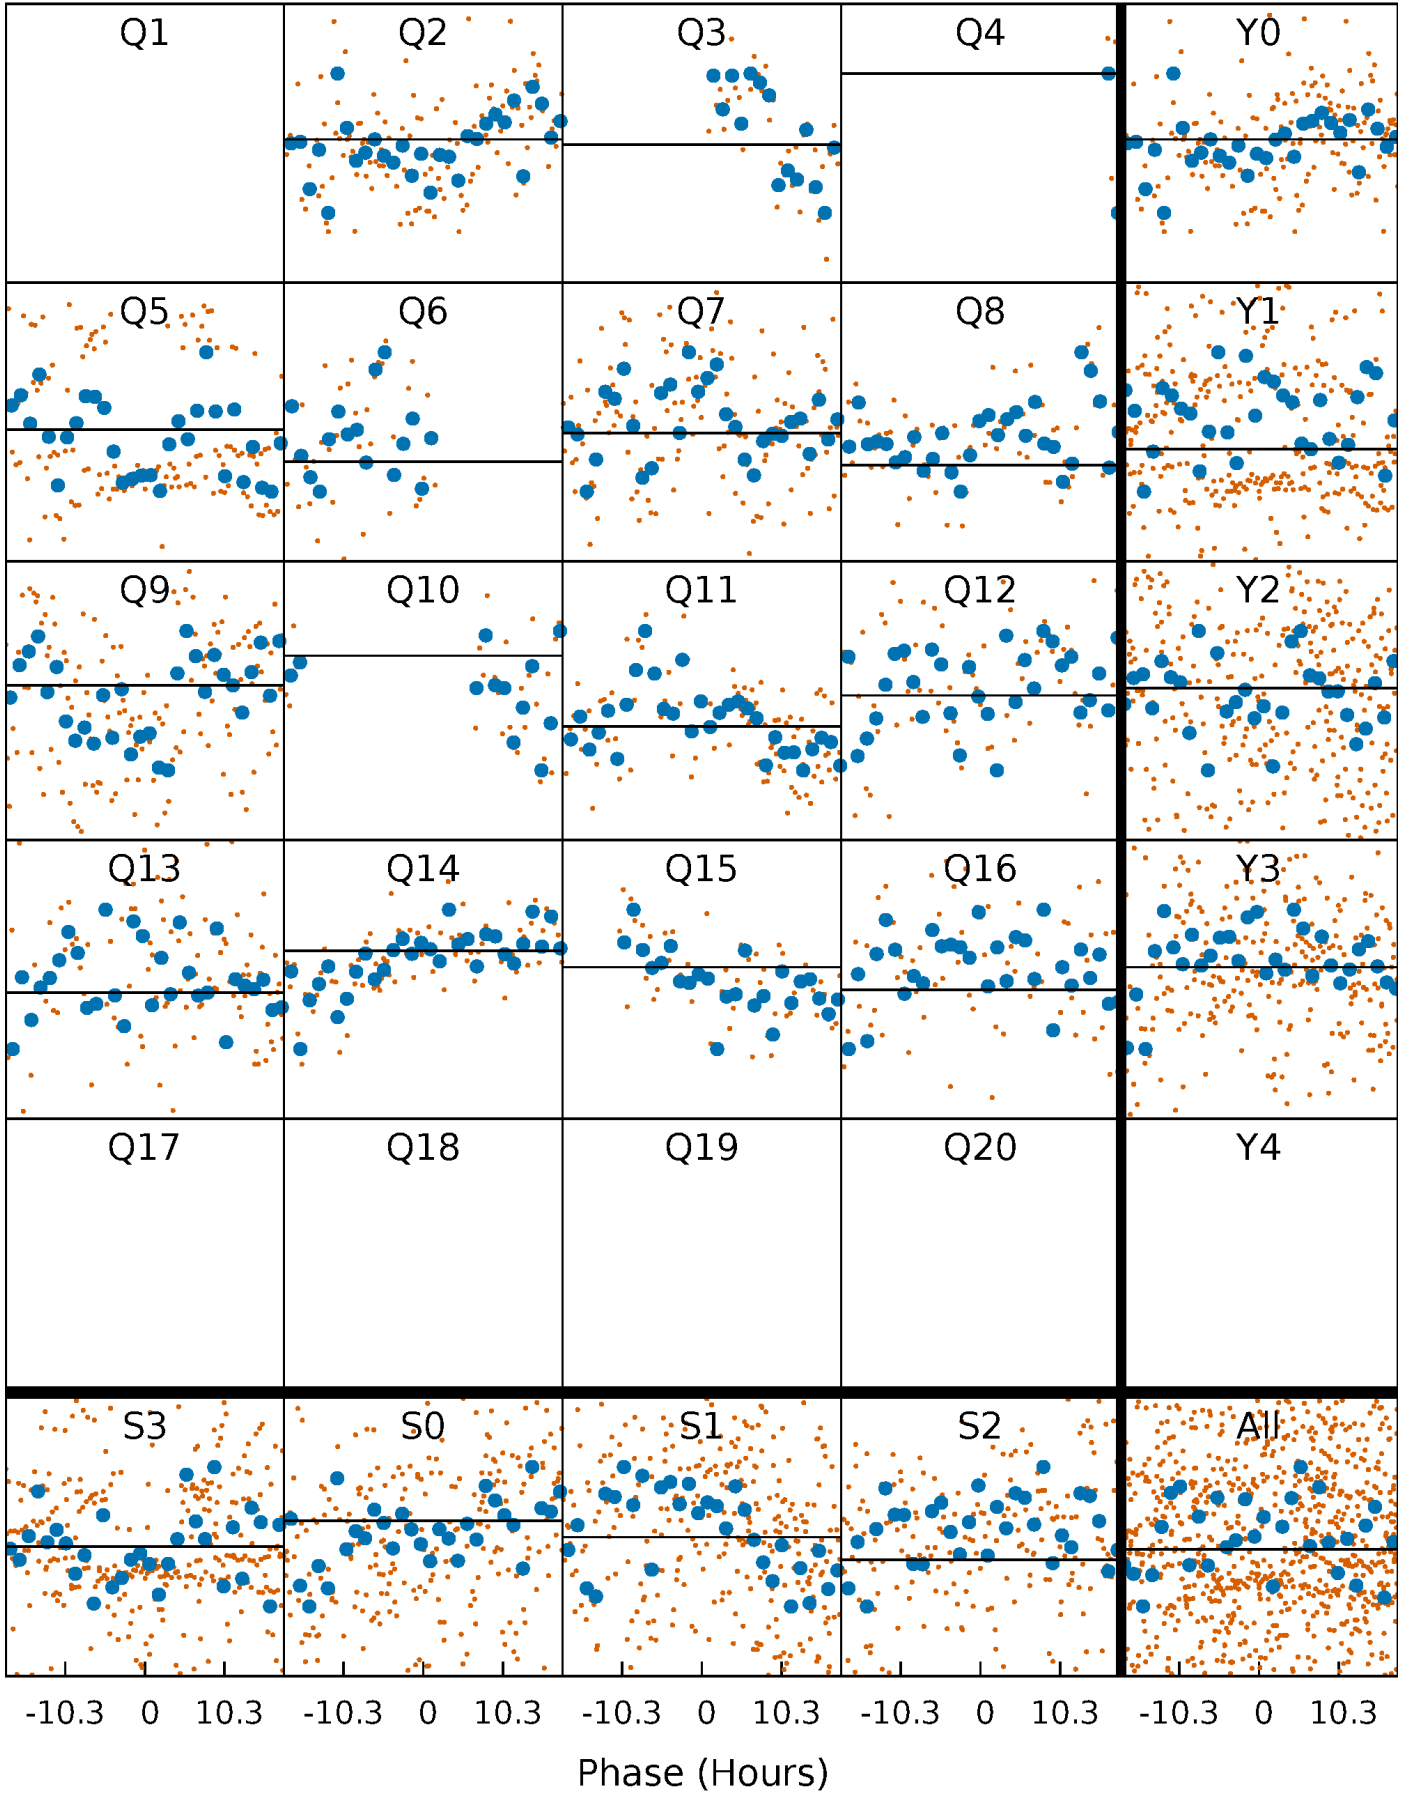 Q1 Q2 Q3 Q4 Y0
Q5 Q6 Q7 Q8 Y1
Q9 Q10 Q11 Q12 Y2
Q13 Q14 Q15 Q16 Y3
Q17 Q18 Q19 Q20 Y4
S3 S0 S1 S2 All
-10.3 0 10.3 -10.3 0 10.3 -10.3 0 10.3 -10.3 0 10.3 -10.3 0 10.3
Phase (Hours)